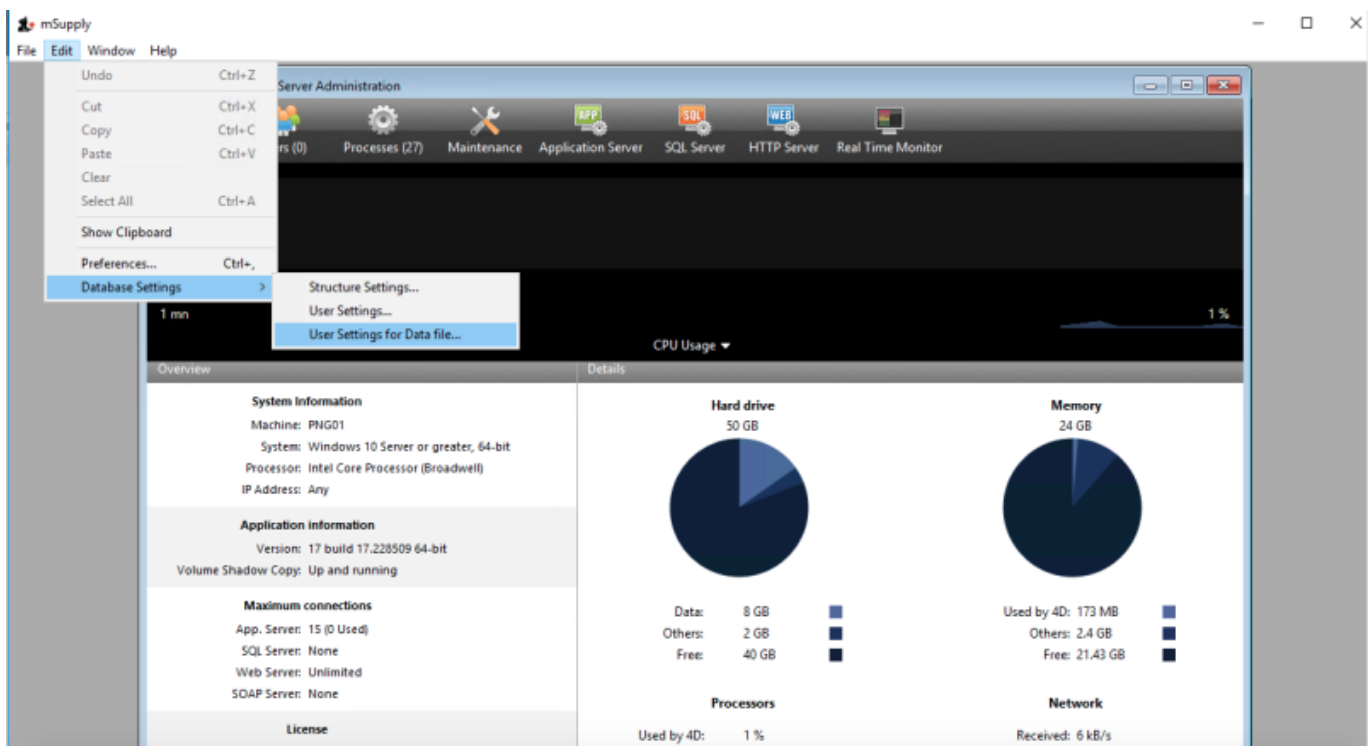 mSupply
File Edit Window Help
Undo Ctrl+Z
Cut Ctrl+X
Copy Ctrl+C
Paste Ctrl+V
Clear
Select All Ctrl+A
Show Clipboard
Preferences... Ctrl+,
Database Settings >
Structure Settings...
User Settings...
User Settings for Data file...
Server Administration
rs (0) Processes (27) Maintenance Application Server SQL Server HTTP Server Real Time Monitor
APP SQL WEB
1 mn 1 %
CPU Usage
Overview Details
System Information
Machine: PNG01
System: Windows 10 Server or greater, 64-bit
Processor: Intel Core Processor (Broadwell)
IP Address: Any
Application information
Version: 17 build 17.228509 64-bit
Volume Shadow Copy: Up and running
Maximum connections
App. Server: 15 (0 Used)
SQL Server: None
Web Server: Unlimited
SOAP Server: None
License
Hard drive
50 GB
Data: 8 GB
Others: 2 GB
Free: 40 GB
Memory
24 GB
Used by 4D: 173 MB
Others: 2.4 GB
Free: 21.43 GB
Processors
Used by 4D: 1 %
Network
Received: 6 kB/s